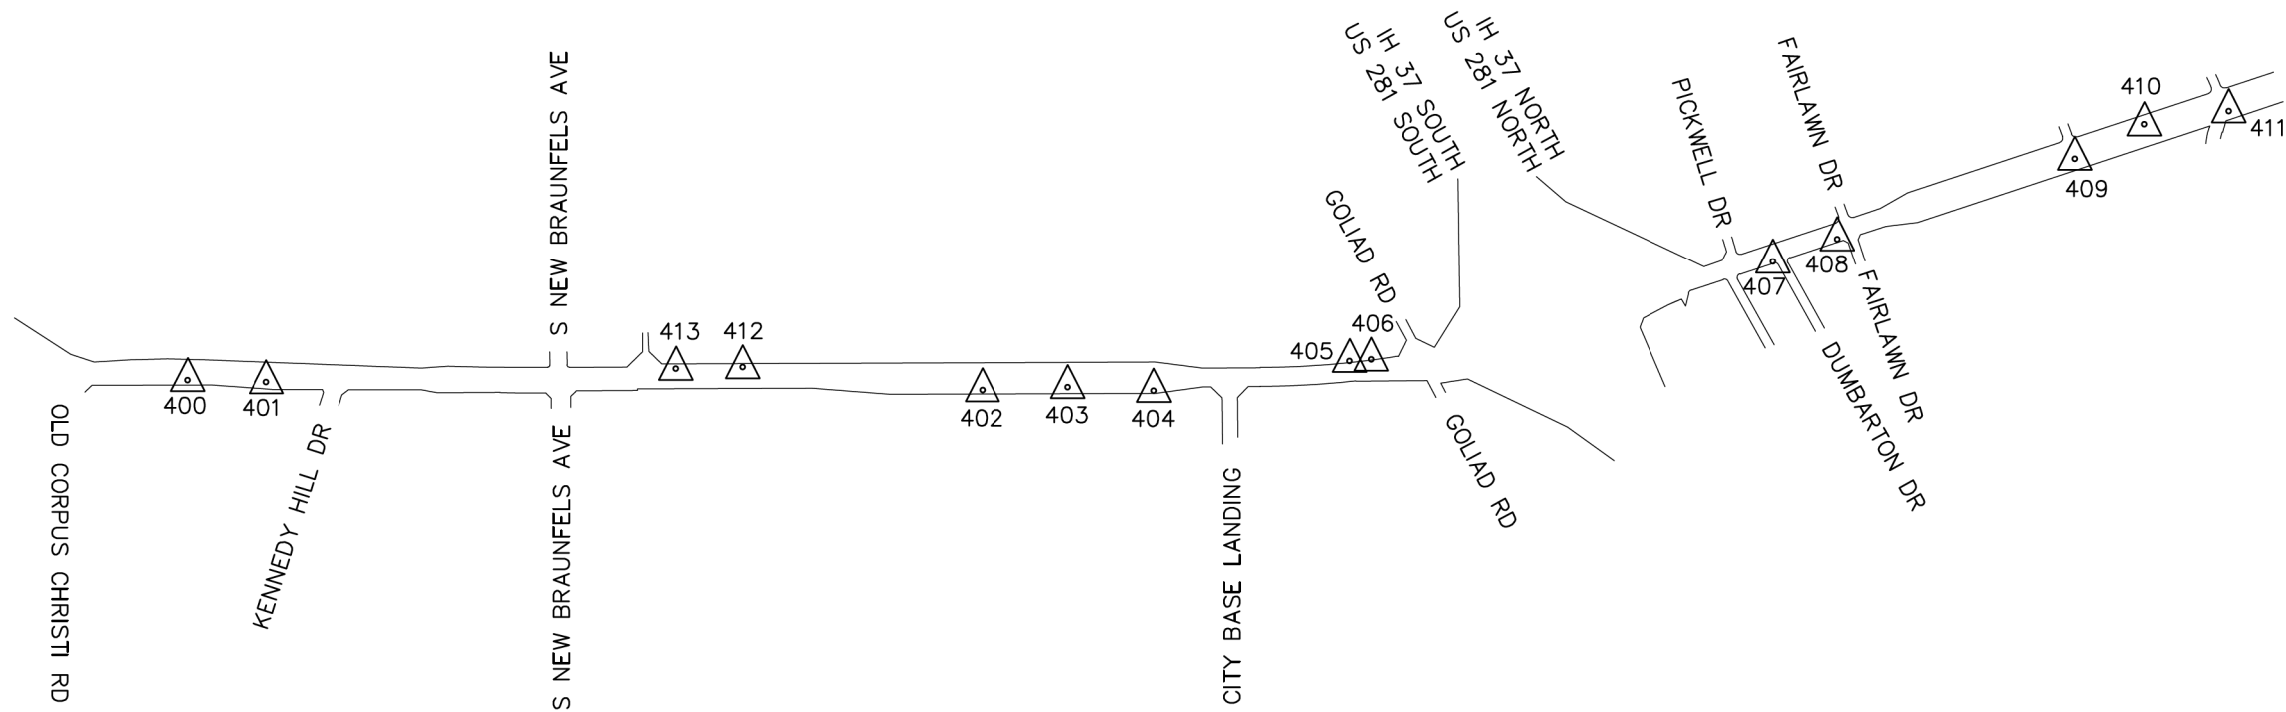 OLD CORPUS CHRISTI RD
400
401
KENNEDY HILL DR
S NEW BRAUNFELS AVE
S NEW BRAUNFELS AVE
413
412
402
403
404
CITY BASE LANDING
405
406
GOLIAD RD
GOLIAD RD
IH 37 SOUTH
US 281 SOUTH
IH 37 NORTH
US 281 NORTH
PICKWELL DR
407
FAIRLAWN DR
408
FAIRLAWN DR
DUMBARTON DR
409
410
411